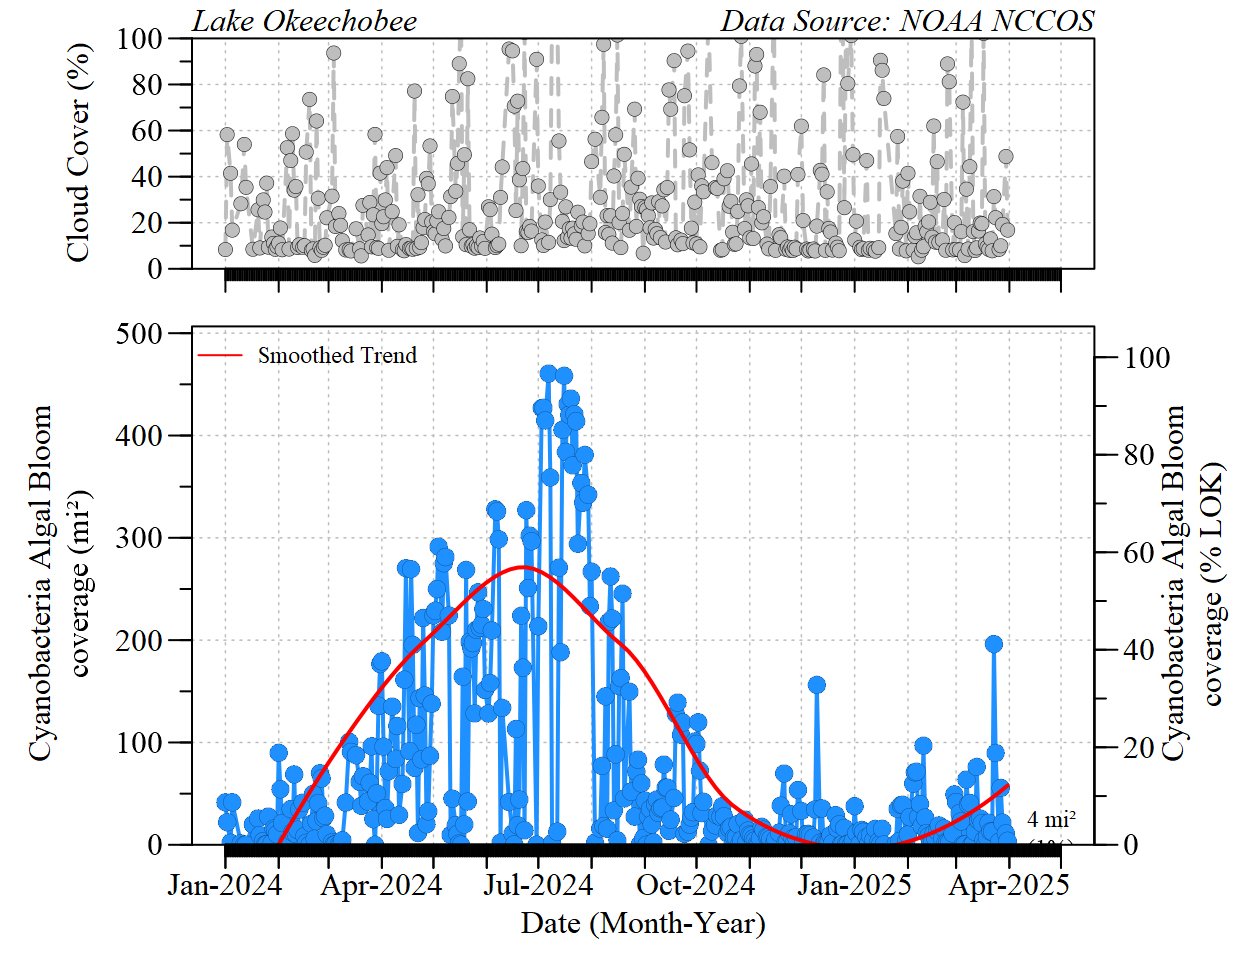 Lake Okeechobee
Data Source: NOAA NCCOS
Cloud Cover (%)
100
80
60
40
20
0
Cyanobacteria Algal Bloom
coverage (mi²)
500
400
300
200
100
0
Smoothed Trend
4 mi²
100
80
60
40
20
0
Cyanobacteria Algal Bloom
coverage (% LOK)
Jan-2024
Apr-2024
Jul-2024
Oct-2024
Jan-2025
Apr-2025
Date (Month-Year)